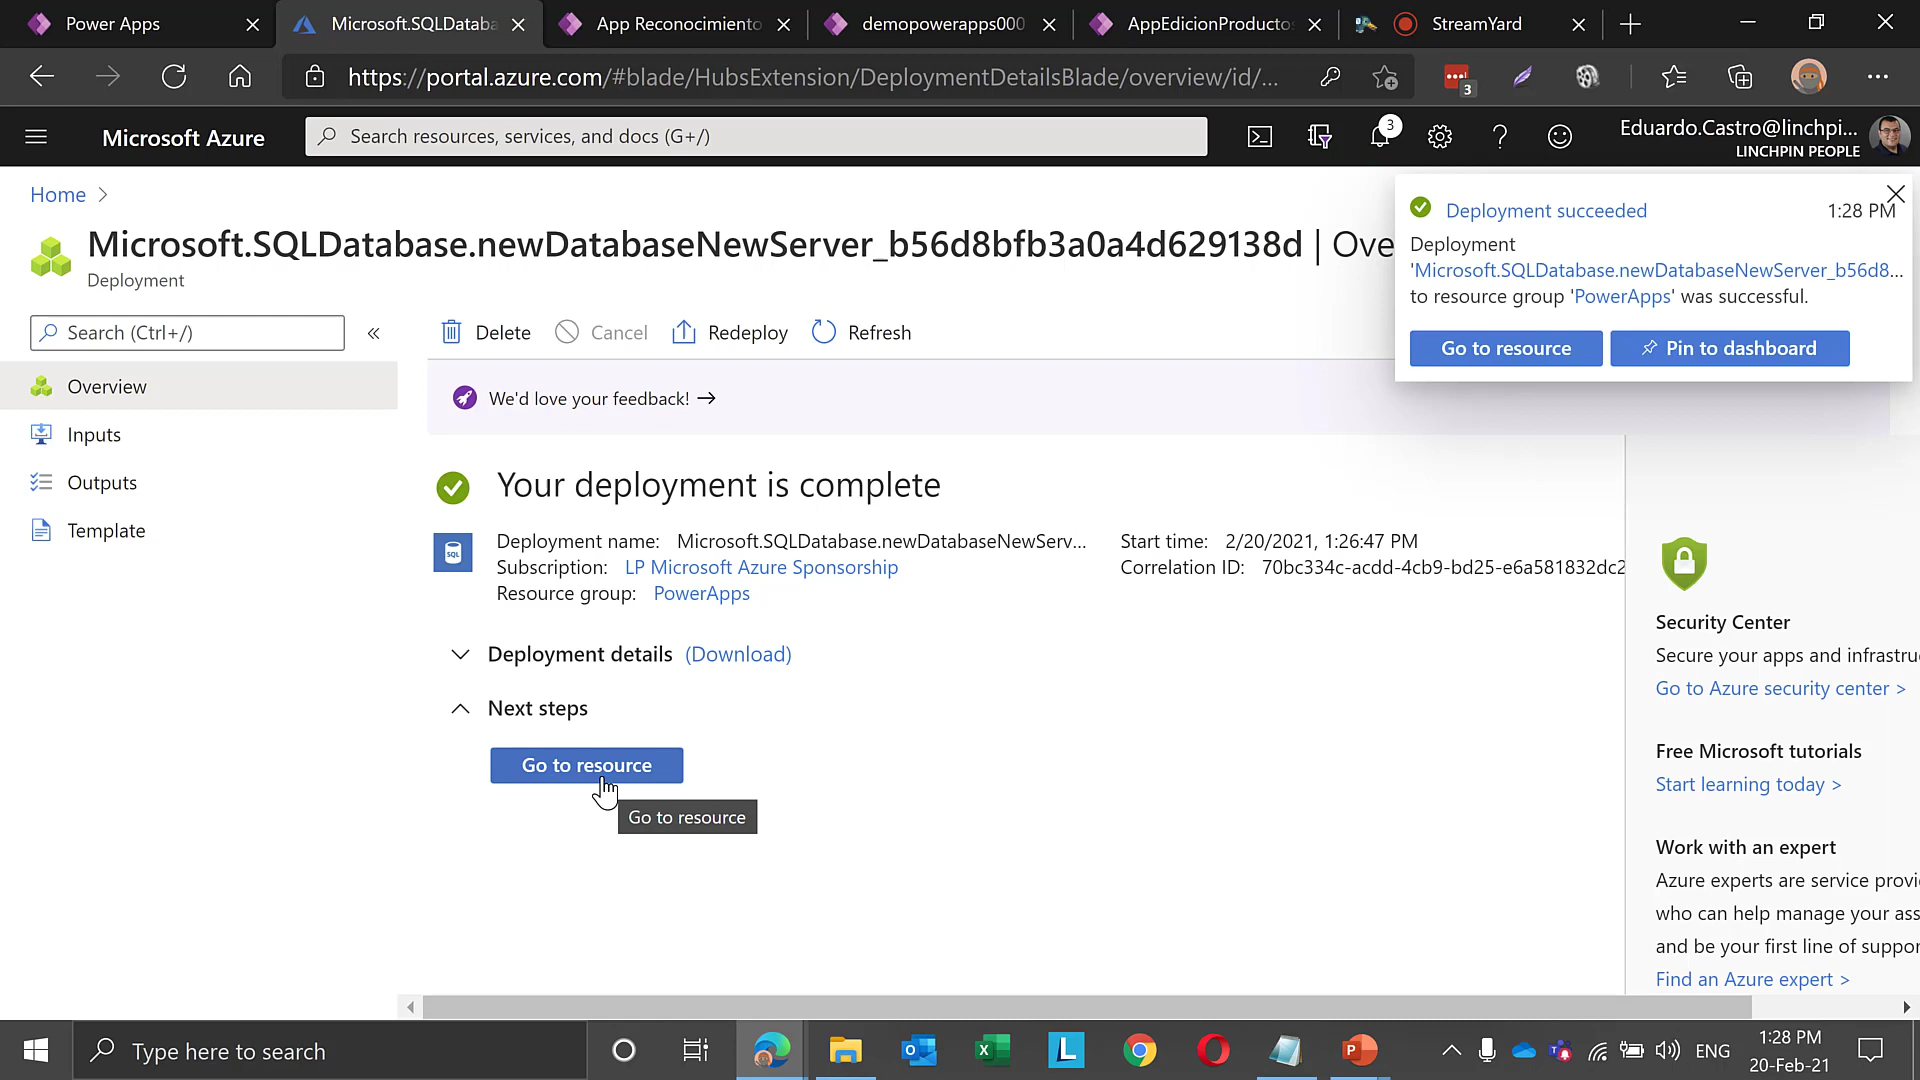 Power Apps
Microsoft.SQLDataba
App Reconocimiento
demopowerapps000
AppEdicionProducto
StreamYard
https://portal.azure.com/#blade/HubsExtension/DeploymentDetailsBlade/overview/id/...
3
Microsoft Azure
Search resources, services, and docs (G+/)
3
Eduardo.Castro@linchpi...
LINCHPIN PEOPLE
Home
Microsoft.SQLDatabase.newDatabaseNewServer_b56d8bfb3a0a4d629138d | Ove
Deployment
Deployment succeeded
1:28 PM
Deployment
'Microsoft.SQLDatabase.newDatabaseNewServer_b56d8...
to resource group 'PowerApps' was successful.
Go to resource
Pin to dashboard
Search (Ctrl+/)
«
Delete
Cancel
Redeploy
Refresh
Overview
Inputs
Outputs
Template
We'd love your feedback! →
Your deployment is complete
SQL
Deployment name: Microsoft.SQLDatabase.newDatabaseNewServ...
Subscription: LP Microsoft Azure Sponsorship
Resource group: PowerApps
Start time: 2/20/2021, 1:26:47 PM
Correlation ID: 70bc334c-acdd-4cb9-bd25-e6a581832dc2
Deployment details (Download)
Next steps
Go to resource
Go to resource
Security Center
Secure your apps and infrastru
Go to Azure security center >
Free Microsoft tutorials
Start learning today >
Work with an expert
Azure experts are service provi
who can help manage your ass
and be your first line of suppor
Find an Azure expert >
Type here to search
L
ENG
1:28 PM
20-Feb-21